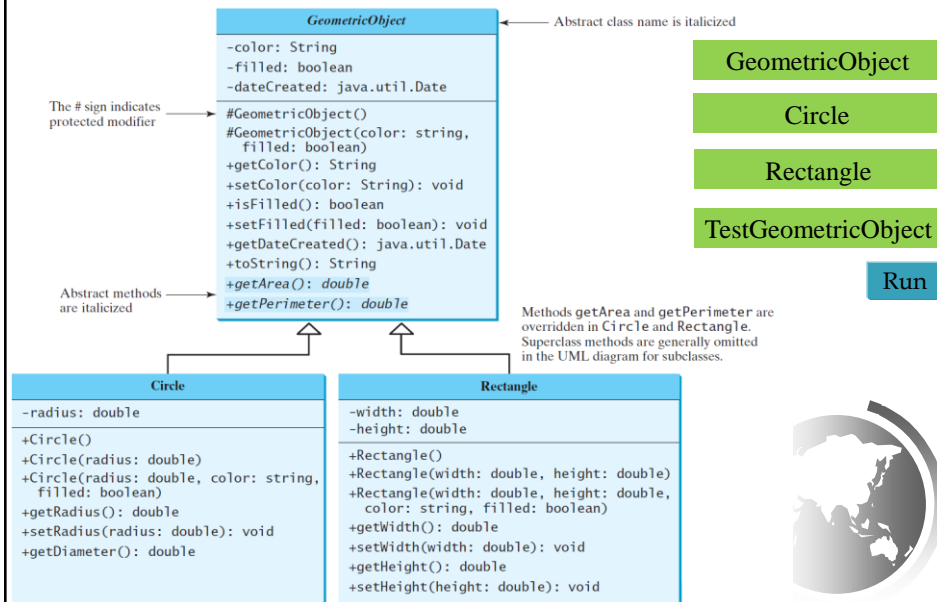 GeometricObject
-color: String
-filled: boolean
-dateCreated: java.util.Date
#GeometricObject()
#GeometricObject(color: string,
filled: boolean)
+getColor(): String
+setColor(color: String): void
+isFilled(): boolean
+setFilled(filled: boolean): void
+getDateCreated(): java.util.Date
+toString(): String
+getArea(): double
+getPerimeter(): double
Abstract class name is italicized
The # sign indicates
protected modifier
Abstract methods
are italicized
GeometricObject
Circle
Rectangle
TestGeometricObject
Run
Methods getArea and getPerimeter are
overridden in Circle and Rectangle.
Superclass methods are generally omitted
in the UML diagram for subclasses.
Circle
-radius: double
+Circle()
+Circle(radius: double)
+Circle(radius: double, color: string,
filled: boolean)
+getRadius(): double
+setRadius(radius: double): void
+getDiameter(): double
Rectangle
-width: double
-height: double
+Rectangle()
+Rectangle(width: double, height: double)
+Rectangle(width: double, height: double,
color: string, filled: boolean)
+getWidth(): double
+setWidth(width: double): void
+getHeight(): double
+setHeight(height: double): void